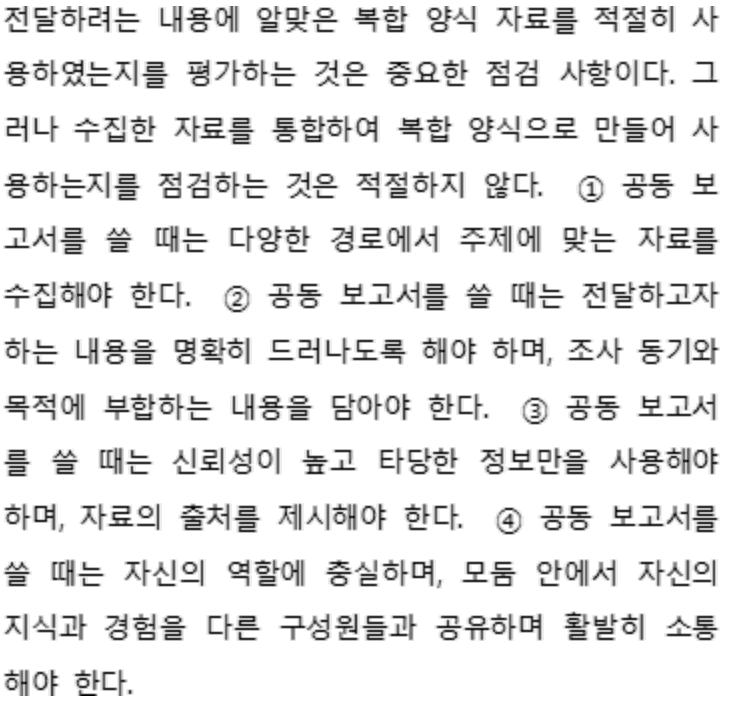 전달하려는 내용에 알맞은 복합 양식 자료를 적절히 사
용하였는지를 평가하는 것은 중요한 점검 사항이다. 그
러나 수집한 자료를 통합하여 복합 양식으로 만들어 사
용하는지를 점검하는 것은 적절하지 않다. ① 공동 보
고서를 쓸 때는 다양한 경로에서 주제에 맞는 자료를
수집해야 한다. ② 공동 보고서를 쓸 때는 전달하고자
하는 내용을 명확히 드러나도록 해야 하며, 조사 동기와
목적에 부합하는 내용을 담아야 한다. ③ 공동 보고서
를 쓸 때는 신뢰성이 높고 타당한 정보만을 사용해야
하며, 자료의 출처를 제시해야 한다. ④ 공동 보고서를
쓸 때는 자신의 역할에 충실하며, 모둠 안에서 자신의
지식과 경험을 다른 구성원들과 공유하며 활발히 소통
해야 한다.